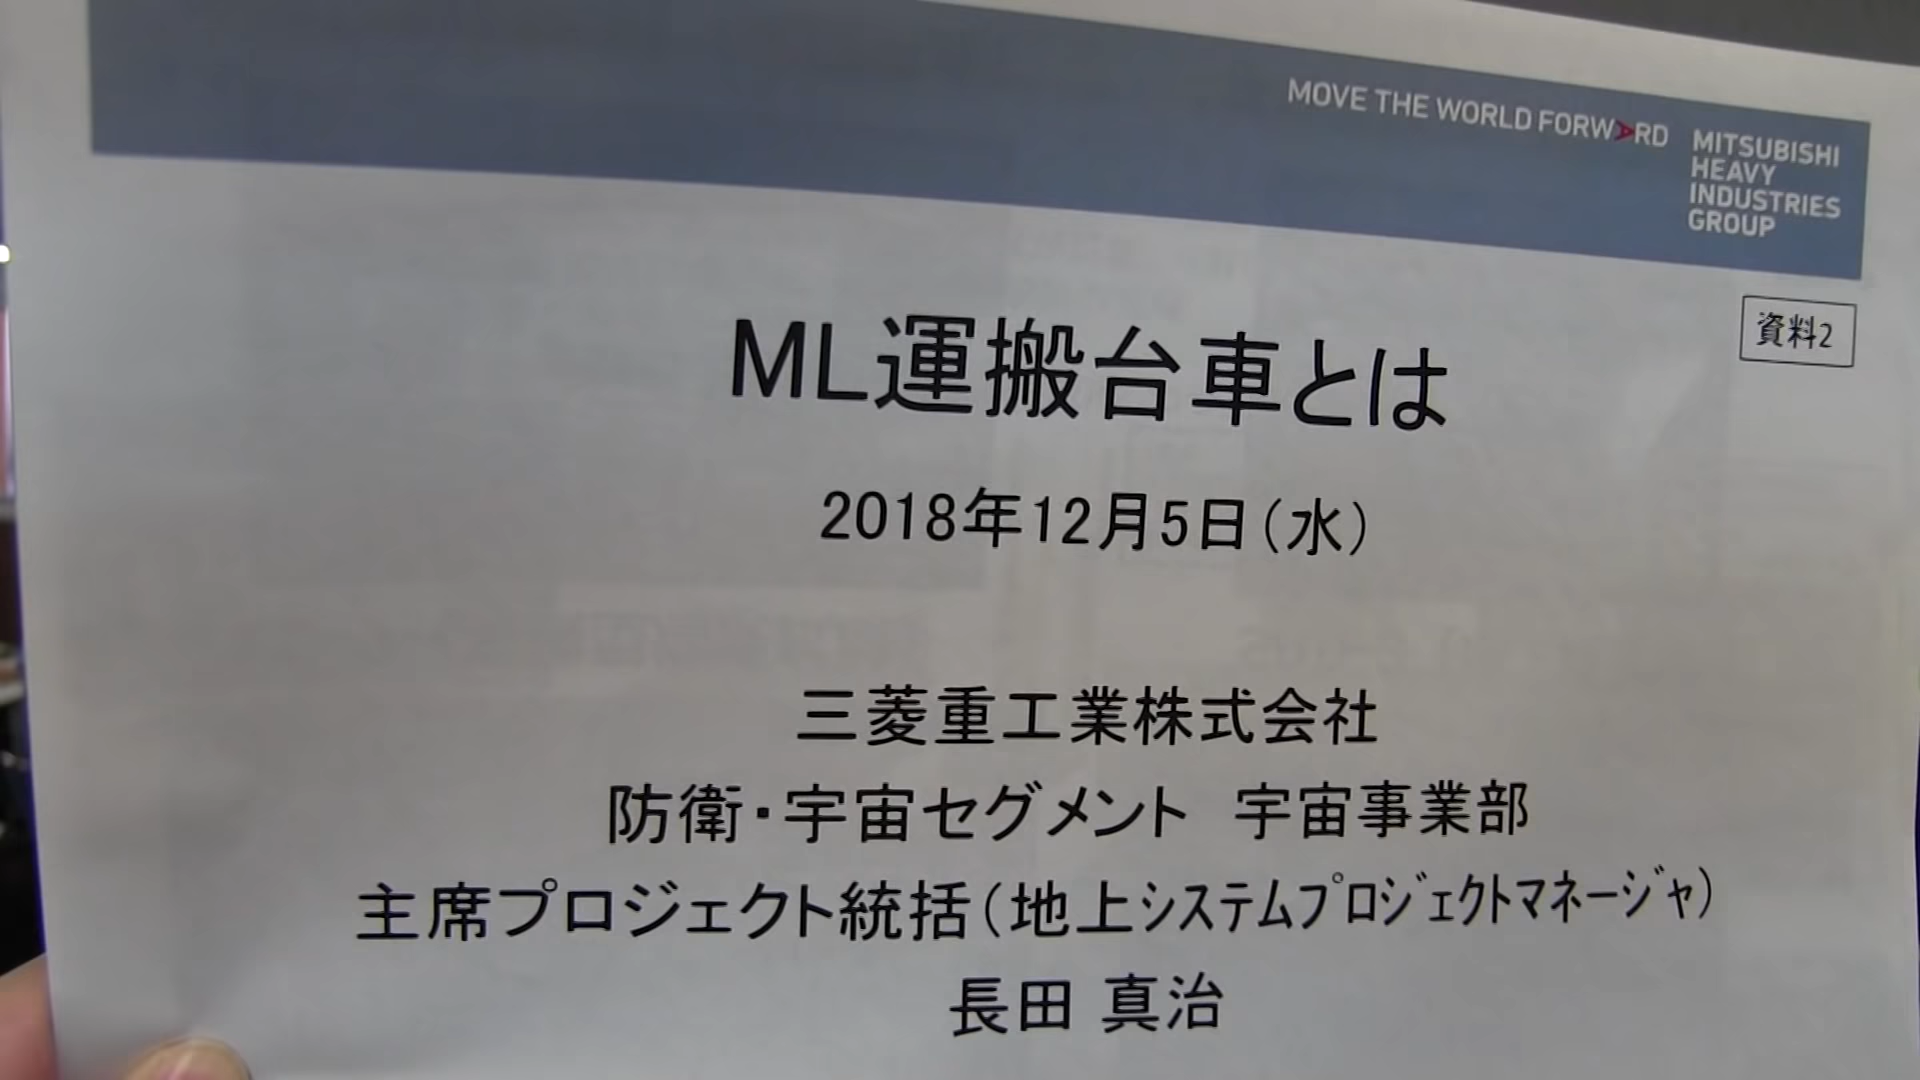 MOVE THE WORLD FORWARD
MITSUBISHI
HEAVY
INDUSTRIES
GROUP
資料2
ML運搬台車とは
2018年12月5日(水)
三菱重工業株式会社
防衛・宇宙セグメント 宇宙事業部
主席プロジェクト統括(地上ｼｽﾃﾑﾌﾟﾛｼﾞｪｸﾄﾏﾈｰｼﾞｬ)
長田 真治